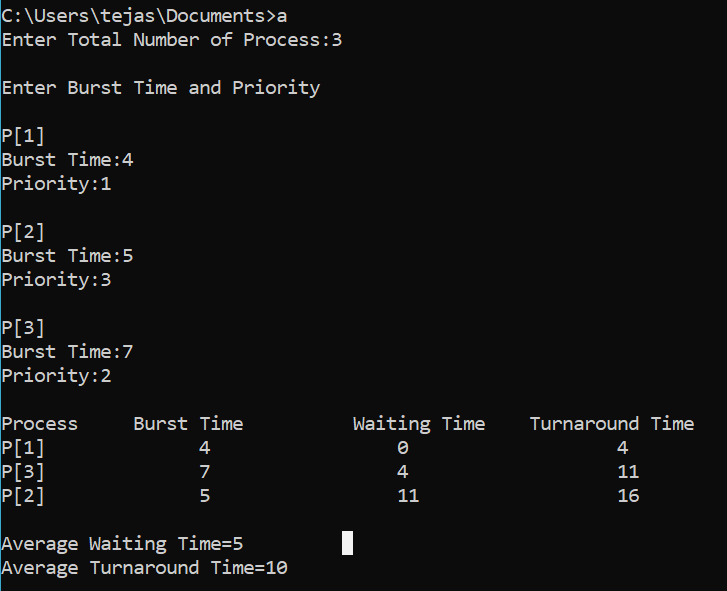 C:\Users\tejas\Documents>a
Enter Total Number of Process:3
Enter Burst Time and Priority
P[1]
Burst Time:4
Priority:1
P[2]
Burst Time:5
Priority:3
P[3]
Burst Time:7
Priority:2
Process Burst Time Waiting Time Turnaround Time
P[1] 4 0 4
P[3] 7 4 11
P[2] 5 11 16
Average Waiting Time=5
Average Turnaround Time=10